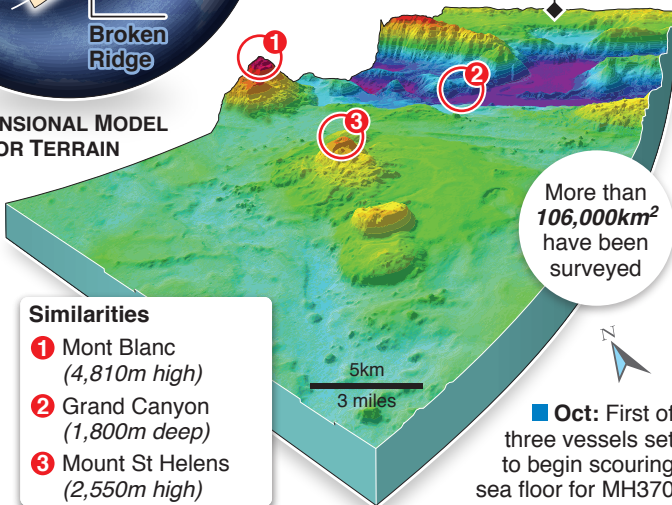 Broken
Ridge
NSIONAL MODEL
OR TERRAIN
1
2
3
More than
106,000km²
have been
surveyed
Similarities
1 Mont Blanc
(4,810m high)
2 Grand Canyon
(1,800m deep)
3 Mount St Helens
(2,550m high)
5km
3 miles
N
Oct: First of
three vessels set
to begin scouring
sea floor for MH370